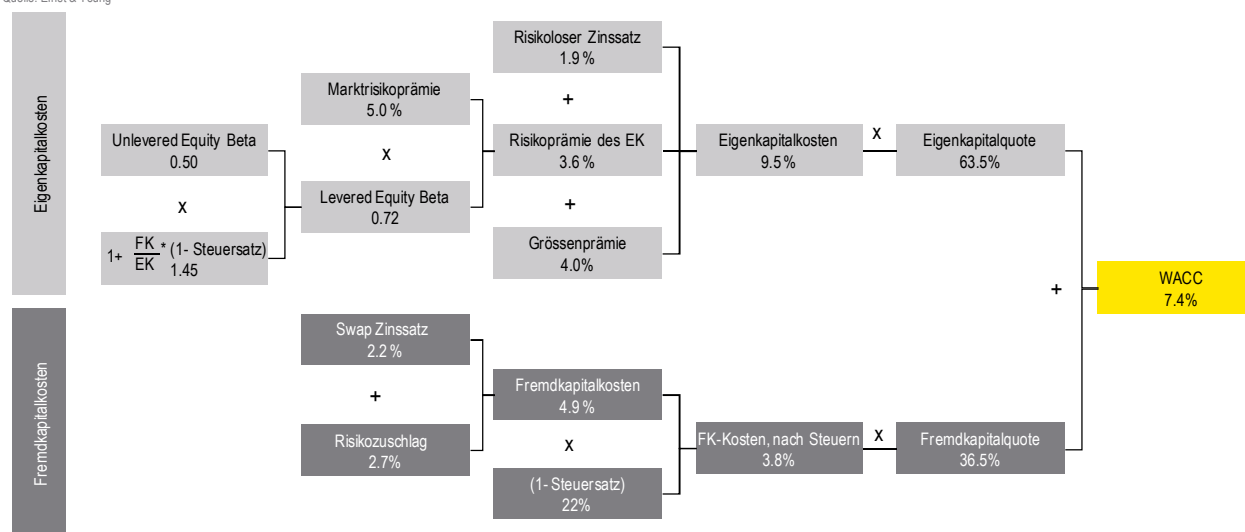 Quelle: Ernst & Young
Eigenkapitalkosten
Unlevered Equity Beta
0.50
x
1+ FK/EK * (1- Steuersatz)
1.45
Marktrisikoprämie
5.0 %
x
Levered Equity Beta
0.72
Risikoloser Zinssatz
1.9 %
+
Risikoprämie des EK
3.6 %
+
Grössenprämie
4.0%
Eigenkapitalkosten
9.5 %
x
Eigenkapitalquote
63.5%
+
WACC
7.4%
Fremdkapitalkosten
Swap Zinssatz
2.2 %
+
Risikozuschlag
2.7%
Fremdkapitalkosten
4.9 %
x
(1- Steuersatz)
22%
FK-Kosten, nach Steuern
3.8%
x
Fremdkapitalquote
36.5%